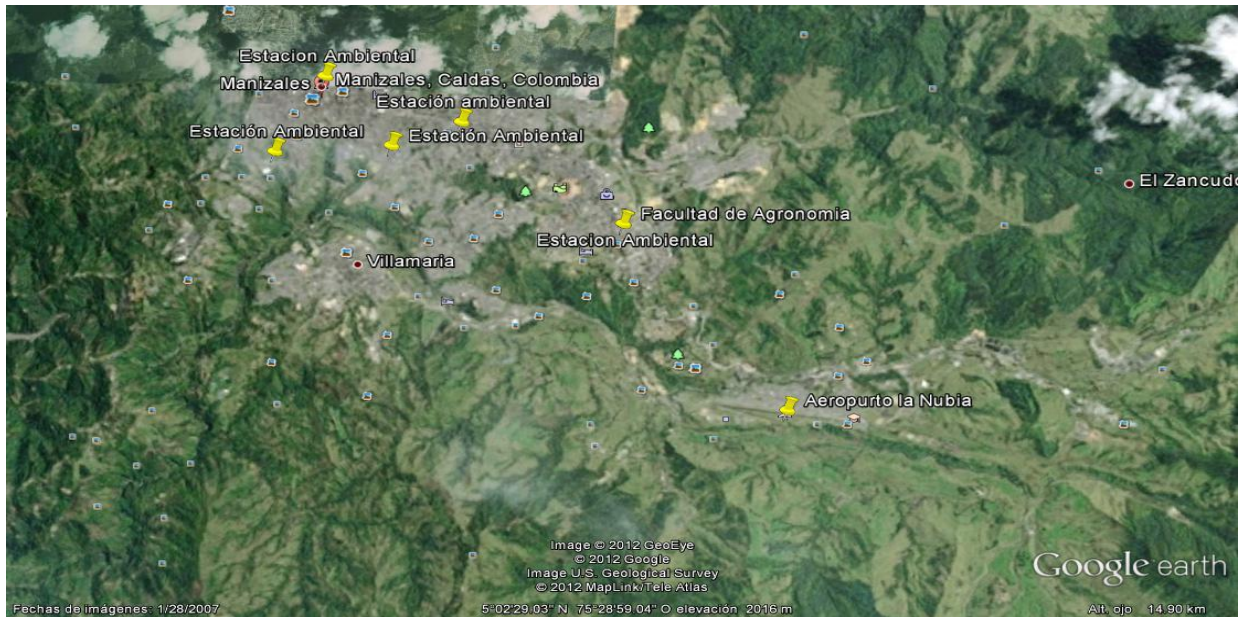 Estacion Ambiental
Manizales
Manizales, Caldas, Colombia
Estación ambiental
Estación Ambiental
Estación Ambiental
El Zancudo
Facultad de Agronomia
Estacion Ambiental
Villamaria
Aeropurto la Nubia
Image © 2012 GeoEye
© 2012 Google
Image U.S. Geological Survey
© 2012 MapLink/Tele Atlas
Google earth
Fechas de imágenes: 1/28/2007 5°02'29.03" N 75°28'59.04" O elevación 2016 m Alt. ojo 14.90 km